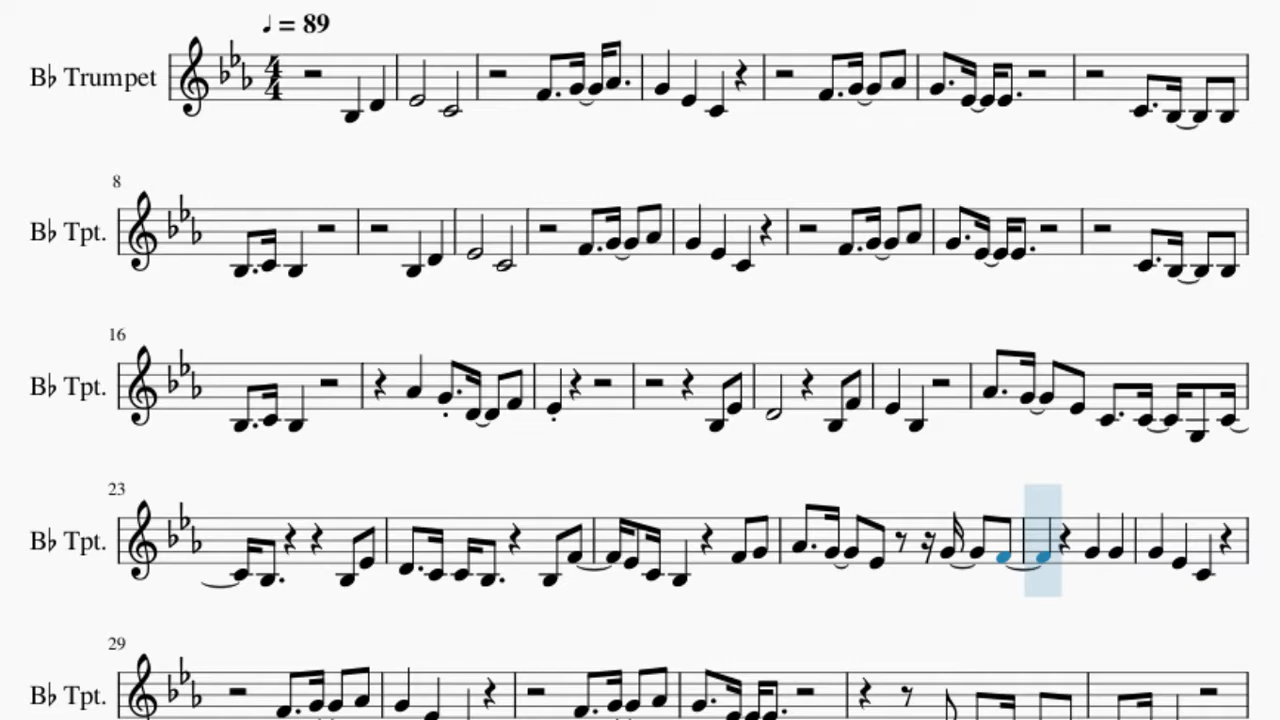 ♩ = 89
B♭ Trumpet
4
4
8
B♭ Tpt.
16
B♭ Tpt.
23
B♭ Tpt.
29
B♭ Tpt.